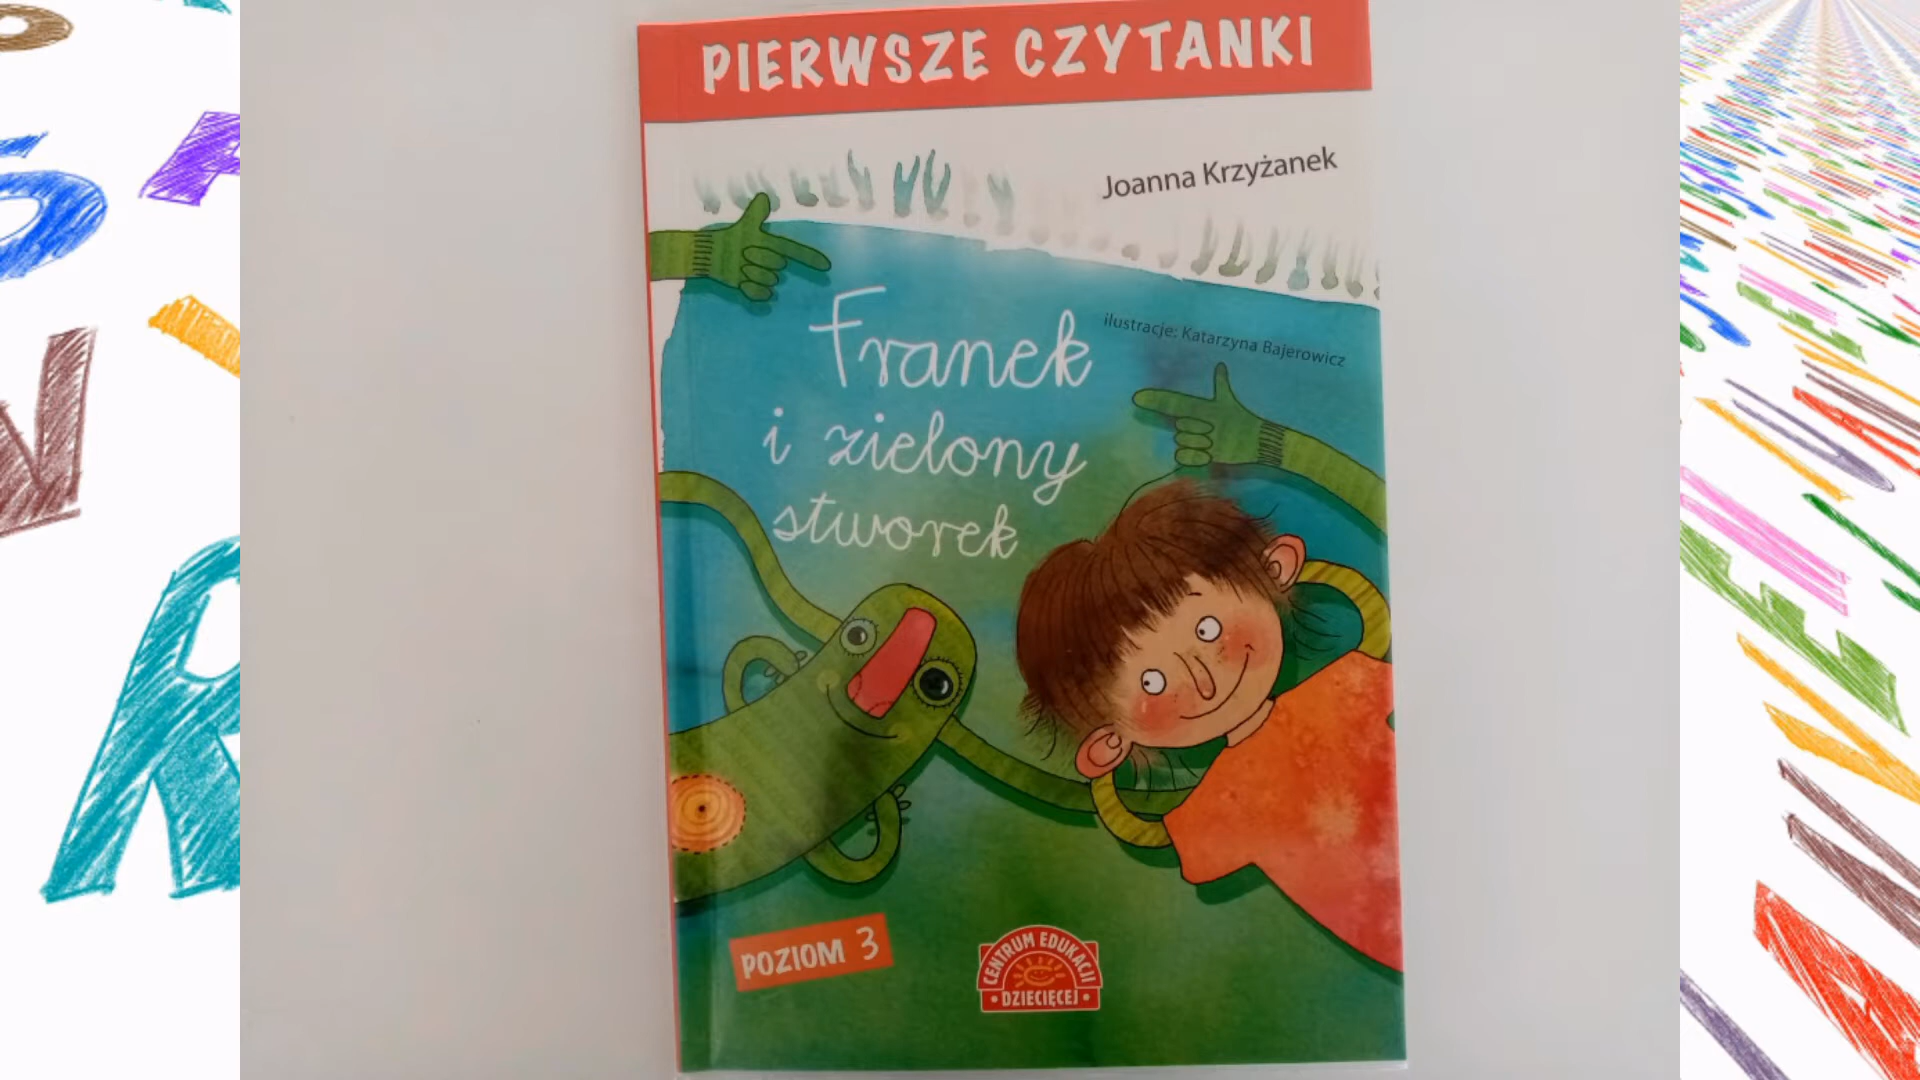 PIERWSZE CZYTANKI
Joanna Krzyżanek
ilustracje: Katarzyna Bajerowicz
Franek
i zielony
stworek
POZIOM 3
CENTRUM EDUKACJI
• DZIECIĘCEJ •